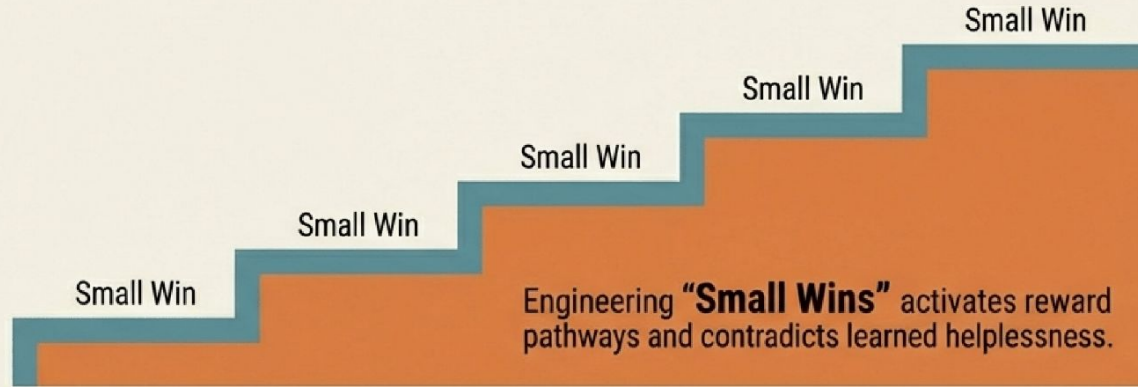 Small Win
Small Win
Small Win
Small Win
Small Win
Engineering “Small Wins” activates reward
pathways and contradicts learned helplessness.